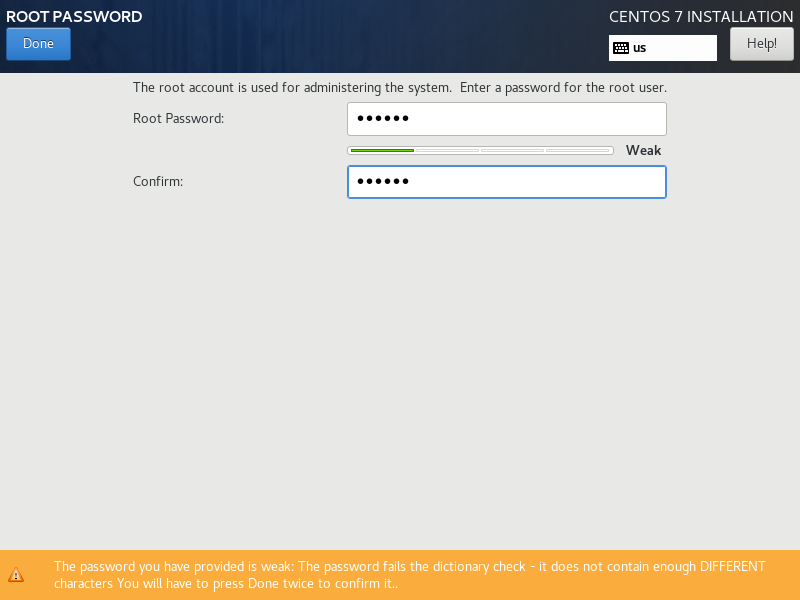 ROOT PASSWORD
CENTOS 7 INSTALLATION
Done
us
Help!
The root account is used for administering the system.  Enter a password for the root user.
Root Password:
••••••
Weak
Confirm:
••••••
The password you have provided is weak: The password fails the dictionary check - it does not contain enough DIFFERENT
characters You will have to press Done twice to confirm it..